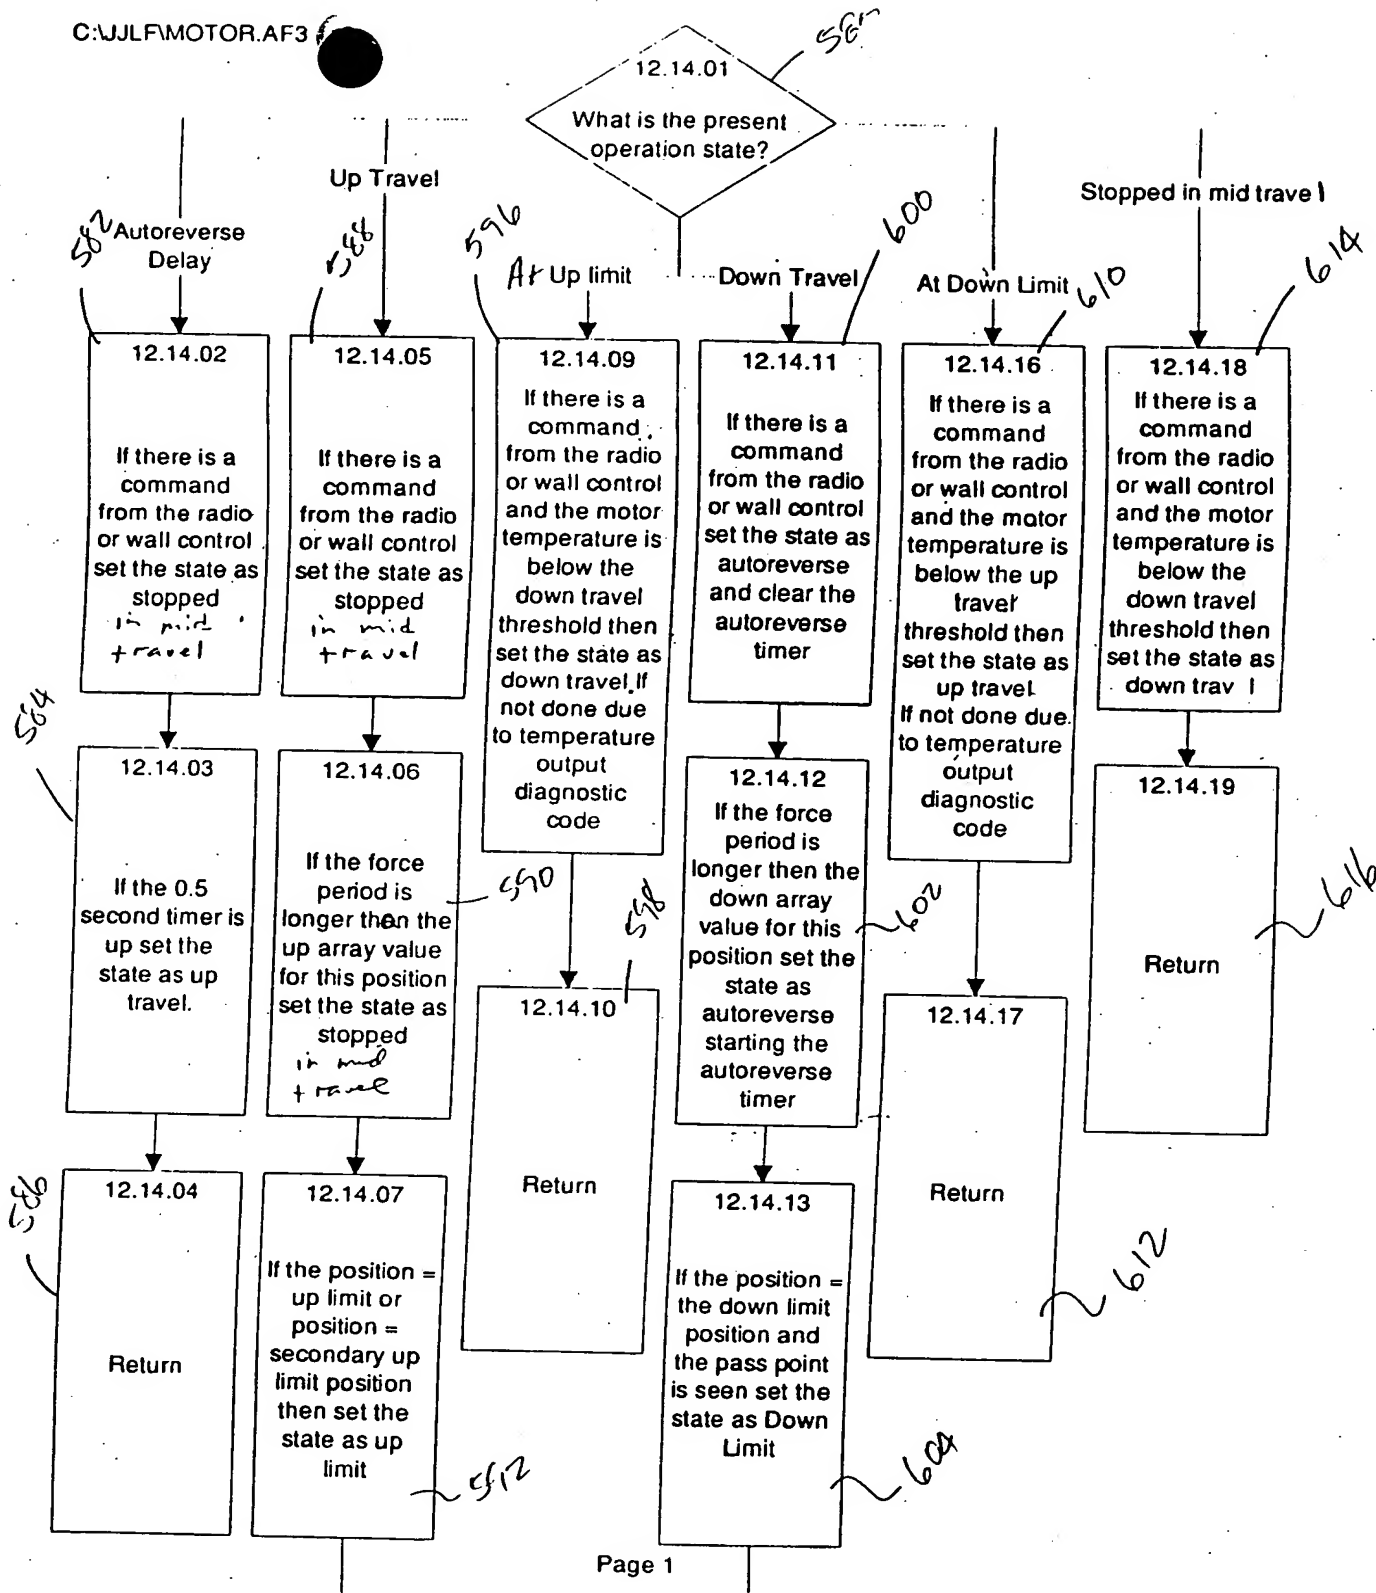 C:\JJLF\MOTOR.AF3
12.14.01
What is the present
operation state?
Autoreverse
Delay
582
Up Travel
588
At Up limit
596
Down Travel
600
At Down Limit
610
Stopped in mid travel
614
12.14.02
If there is a
command
from the radio
or wall control
set the state as
stopped
in mid
travel
12.14.05
If there is a
command
from the radio
or wall control
set the state as
stopped
in mid
travel
12.14.09
If there is a
command
from the radio
or wall control
and the motor
temperature is
below the
down travel
threshold then
set the state as
down travel. If
not done due
to temperature
output
diagnostic
code
12.14.11
If there is a
command
from the radio
or wall control
set the state as
autoreverse
and clear the
autoreverse
timer
12.14.16
If there is a
command
from the radio
or wall control
and the motor
temperature is
below the up
travel
threshold then
set the state as
up travel.
If not done due
to temperature
output
diagnostic
code
12.14.18
If there is a
command
from the radio
or wall control
and the motor
temperature is
below the
down travel
threshold then
set the state as
down trav l
584
12.14.03
If the 0.5
second timer is
up set the
state as up
travel.
12.14.06
If the force
period is
longer then the
up array value
for this position
set the state as
stopped
in mid
travel
590
598
12.14.10
Return
12.14.12
If the force
period is
longer then the
down array
value for this
position set the
state as
autoreverse
starting the
autoreverse
timer
602
12.14.17
Return
612
12.14.19
Return
616
586
12.14.04
Return
12.14.07
If the position =
up limit or
position =
secondary up
limit position
then set the
state as up
limit
592
12.14.13
If the position =
the down limit
position and
the pass point
is seen set the
state as Down
Limit
604
Page 1